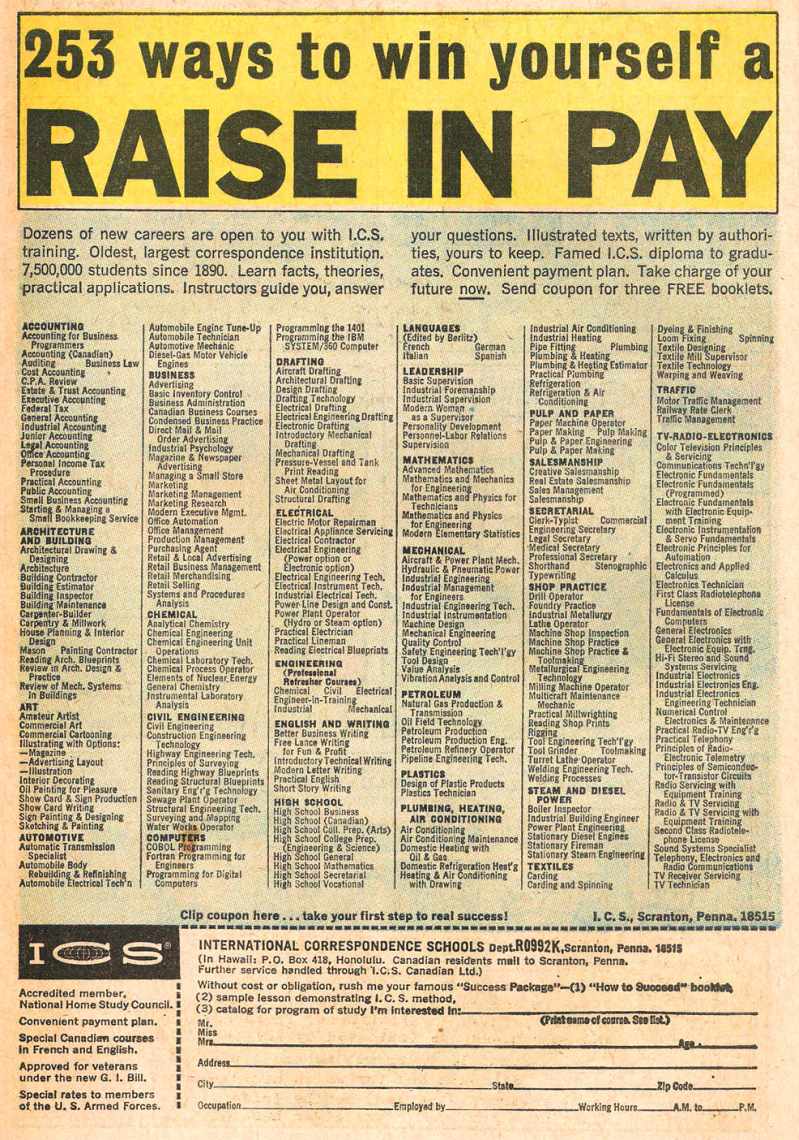 253 ways to win yourself a
RAISE IN PAY
Dozens of new careers are open to you with I.C.S.
training. Oldest, largest correspondence institution.
7,500,000 students since 1890. Learn facts, theories,
practical applications. Instructors guide you, answer
your questions. Illustrated texts, written by authori-
ties, yours to keep. Famed I.C.S. diploma to gradu-
ates. Convenient payment plan. Take charge of your
future now. Send coupon for three FREE booklets.
ACCOUNTING
Accounting for Business
Programmers
Accounting (Canadian)
Auditing Business Law
Cost Accounting
C.P.A. Review
Estate & Trust Accounting
Executive Accounting
Federal Tax
General Accounting
Industrial Accounting
Junior Accounting
Legal Accounting
Office Accounting
Personal Income Tax
Procedure
Practical Accounting
Public Accounting
Small Business Accounting
Starting & Managing a
Small Bookkeeping Service
ARCHITECTURE
AND BUILDING
Architectural Drawing &
Designing
Architecture
Building Contractor
Building Estimator
Building Inspector
Building Maintenance
Carpenter-Builder
Carpentry & Millwork
House Planning & Interior
Design
Mason Painting Contractor
Reading Arch. Blueprints
Review in Arch. Design &
Practice
Review of Mech. Systems
in Buildings
ART
Amateur Artist
Commercial Art
Commercial Cartooning
Illustrating with Options:
—Magazine
—Advertising Layout
—Illustration
Interior Decorating
Oil Painting for Pleasure
Show Card & Sign Production
Show Card Writing
Sign Painting & Designing
Sketching & Painting
AUTOMOTIVE
Automatic Transmission
Specialist
Automobile Body
Rebuilding & Refinishing
Automobile Electrical Tech'n
Automobile Engine Tune-Up
Automobile Technician
Automotive Mechanic
Diesel-Gas Motor Vehicle
Engines
BUSINESS
Advertising
Basic Inventory Control
Business Administration
Canadian Business Courses
Condensed Business Practice
Direct Mail & Mail
Order Advertising
Industrial Psychology
Magazine & Newspaper
Advertising
Managing a Small Store
Marketing
Marketing Management
Marketing Research
Modern Executive Mgmt.
Office Automation
Office Management
Production Management
Purchasing Agent
Retail & Local Advertising
Retail Business Management
Retail Merchandising
Retail Selling
Systems and Procedures
Analysis
CHEMICAL
Analytical Chemistry
Chemical Engineering
Chemical Engineering Unit
Operations
Chemical Laboratory Tech.
Chemical Process Operator
Elements of Nuclear Energy
General Chemistry
Instrumental Laboratory
Analysis
CIVIL ENGINEERING
Civil Engineering
Construction Engineering
Technology
Highway Engineering Tech.
Principles of Surveying
Reading Highway Blueprints
Reading Structural Blueprints
Sanitary Eng'r'g Technology
Sewage Plant Operator
Structural Engineering Tech.
Surveying and Mapping
Water Works Operator
COMPUTERS
COBOL Programming
Fortran Programming for
Engineers
Programming for Digital
Computers
Programming the 1401
Programming the IBM
SYSTEM/360 Computer
DRAFTING
Aircraft Drafting
Architectural Drafting
Design Drafting
Drafting Technology
Electrical Drafting
Electrical Engineering Drafting
Electronic Drafting
Introductory Mechanical
Drafting
Mechanical Drafting
Pressure-Vessel and Tank
Print Reading
Sheet Metal Layout for
Air Conditioning
Structural Drafting
ELECTRICAL
Electric Motor Repairman
Electrical Appliance Servicing
Electrical Contractor
Electrical Engineering
(Power option or
Electronic option)
Electrical Engineering Tech.
Electrical Instrument Tech.
Industrial Electrical Tech.
Power-Line Design and Const.
Power Plant Operator
(Hydro or Steam option)
Practical Electrician
Practical Lineman
Reading Electrical Blueprints
ENGINEERING
(Professional
Refresher Courses)
Chemical Civil Electrical
Engineer-in-Training
Industrial Mechanical
ENGLISH AND WRITING
Better Business Writing
Free Lance Writing
for Fun & Profit
Introductory Technical Writing
Modern Letter Writing
Practical English
Short Story Writing
HIGH SCHOOL
High School Business
High School (Canadian)
High School Coll. Prep. (Arts)
High School College Prep.
(Engineering & Science)
High School General
High School Mathematics
High School Secretarial
High School Vocational
LANGUAGES
(Edited by Berlitz)
French German
Italian Spanish
LEADERSHIP
Basic Supervision
Industrial Foremanship
Industrial Supervision
Modern Woman
as a Supervisor
Personality Development
Personnel-Labor Relations
Supervision
MATHEMATICS
Advanced Mathematics
Mathematics and Mechanics
for Engineering
Mathematics and Physics for
Technicians
Mathematics and Physics
for Engineering
Modern Elementary Statistics
MECHANICAL
Aircraft & Power Plant Mech.
Hydraulic & Pneumatic Power
Industrial Engineering
Industrial Management
for Engineers
Industrial Engineering Tech.
Industrial Instrumentation
Machine Design
Mechanical Engineering
Quality Control
Safety Engineering Tech'l'gy
Tool Design
Value Analysis
Vibration Analysis and Control
PETROLEUM
Natural Gas Production &
Transmission
Oil Field Technology
Petroleum Production
Petroleum Production Eng.
Petroleum Refinery Operator
Pipeline Engineering Tech.
PLASTICS
Design of Plastic Products
Plastics Technician
PLUMBING, HEATING,
AIR CONDITIONING
Air Conditioning
Air Conditioning Maintenance
Domestic Heating with
Oil & Gas
Domestic Refrigeration Heat'g
Heating & Air Conditioning
with Drawing
Industrial Air Conditioning
Industrial Heating
Pipe Fitting Plumbing
Plumbing & Heating
Plumbing & Heating Estimator
Practical Plumbing
Refrigeration
Refrigeration & Air
Conditioning
PULP AND PAPER
Paper Machine Operator
Paper Making Pulp Making
Pulp & Paper Engineering
Pulp & Paper Making
SALESMANSHIP
Creative Salesmanship
Real Estate Salesmanship
Sales Management
Salesmanship
SECRETARIAL
Clerk-Typist Commercial
Engineering Secretary
Legal Secretary
Medical Secretary
Professional Secretary
Shorthand Stenographic
Typewriting
SHOP PRACTICE
Drill Operator
Foundry Practice
Industrial Metallurgy
Lathe Operator
Machine Shop Inspection
Machine Shop Practice
Machine Shop Practice &
Toolmaking
Metallurgical Engineering
Technology
Milling Machine Operator
Multicraft Maintenance
Mechanic
Practical Millwrighting
Reading Shop Prints
Rigging
Tool Engineering Tech'l'gy
Tool Grinder Toolmaking
Turret Lathe Operator
Welding Engineering Tech.
Welding Processes
STEAM AND DIESEL
POWER
Boiler Inspector
Industrial Building Engineer
Power Plant Engineering
Stationary Diesel Engines
Stationary Fireman
Stationary Steam Engineering
TEXTILES
Carding
Carding and Spinning
Dyeing & Finishing
Loom Fixing Spinning
Textile Designing
Textile Mill Supervisor
Textile Technology
Warping and Weaving
TRAFFIC
Motor Traffic Management
Railway Rate Clerk
Traffic Management
TV-RADIO-ELECTRONICS
Color Television Principles
& Servicing
Communications Techn'l'gy
Electronic Fundamentals
Electronic Fundamentals
(Programmed)
Electronic Fundamentals
with Electronic Equip-
ment Training
Electronic Instrumentation
& Servo Fundamentals
Electronic Principles for
Automation
Electronics and Applied
Calculus
Electronics Technician
First Class Radiotelephone
License
Fundamentals of Electronic
Computers
General Electronics
General Electronics with
Electronic Equip. Trng.
Hi-Fi Stereo and Sound
Systems Servicing
Industrial Electronics
Industrial Electronics Eng.
Industrial Electronics
Engineering Technician
Numerical Control
Electronics & Maintenance
Practical Radio-TV Eng'r'g
Practical Telephony
Principles of Radio-
Electronic Telemetry
Principles of Semiconduc-
tor-Transistor Circuits
Radio Servicing with
Equipment Training
Radio & TV Servicing
Radio & TV Servicing with
Equipment Training
Second Class Radiotele-
phone License
Sound Systems Specialist
Telephony, Electronics and
Radio Communications
TV Receiver Servicing
TV Technician
Clip coupon here ... take your first step to real success! I. C. S., Scranton, Penna. 18515
ICS®
Accredited member,
National Home Study Council.
Convenient payment plan.
Special Canadian courses
in French and English.
Approved for veterans
under the new G. I. Bill.
Special rates to members
of the U. S. Armed Forces.
INTERNATIONAL CORRESPONDENCE SCHOOLS Dept.R0992K, Scranton, Penna. 18515
(In Hawaii: P.O. Box 418, Honolulu. Canadian residents mail to Scranton, Penna.
Further service handled through I.C.S. Canadian Ltd.)
Without cost or obligation, rush me your famous "Success Package"—(1) "How to Succeed" booklet,
(2) sample lesson demonstrating I. C. S. method,
(3) catalog for program of study I'm interested in:
(Print name of course. See list.)
Mr.
Miss
Mrs. Age
Address
City State Zip Code
Occupation Employed by Working Hours A.M. to P.M.